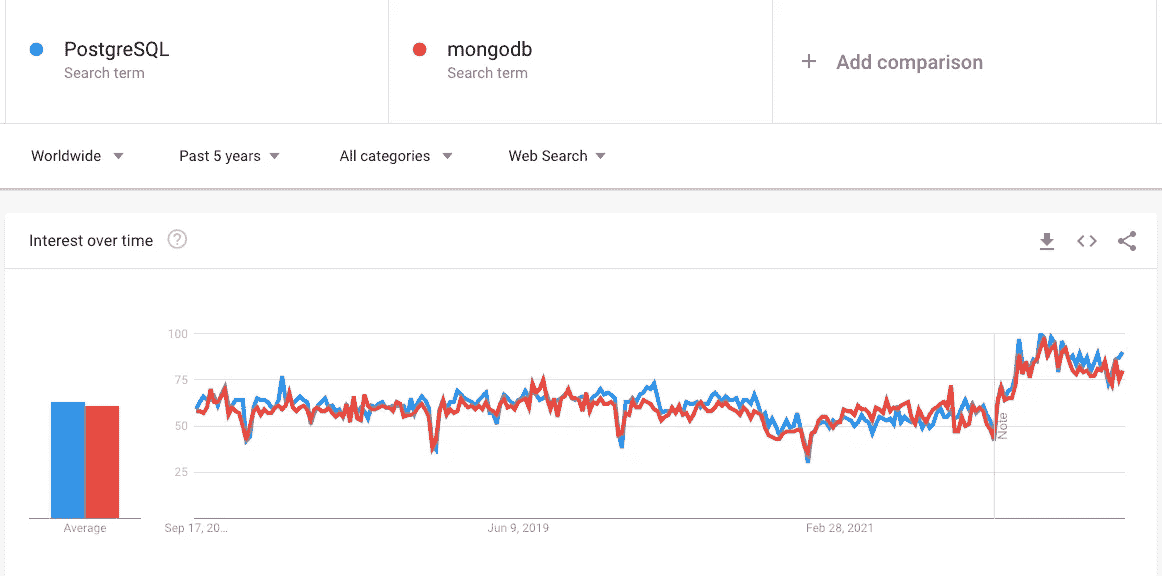 PostgreSQL
Search term
mongodb
Search term
+ Add comparison
Worldwide
Past 5 years
All categories
Web Search
Interest over time
100
75
50
25
Note
Average
Sep 17, 20...
Jun 9, 2019
Feb 28, 2021